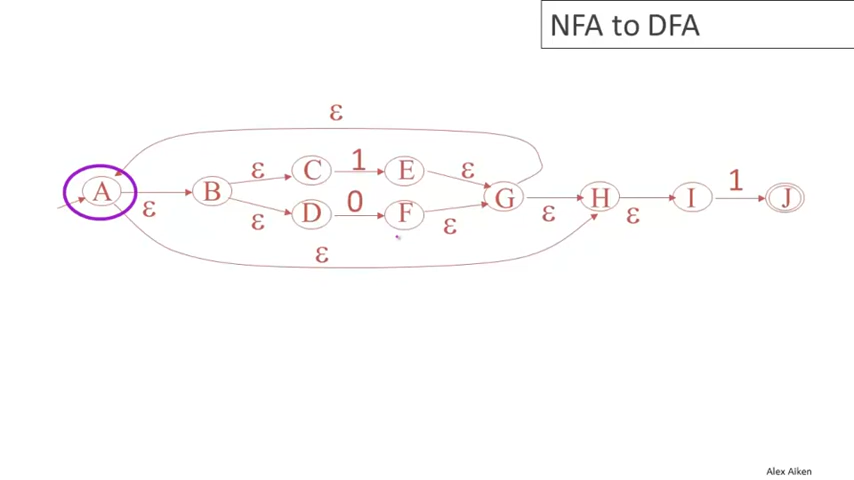 NFA to DFA
ε
ε C 1 E ε
A ε B G ε H ε I 1 J
ε D 0 F ε
ε
Alex Aiken